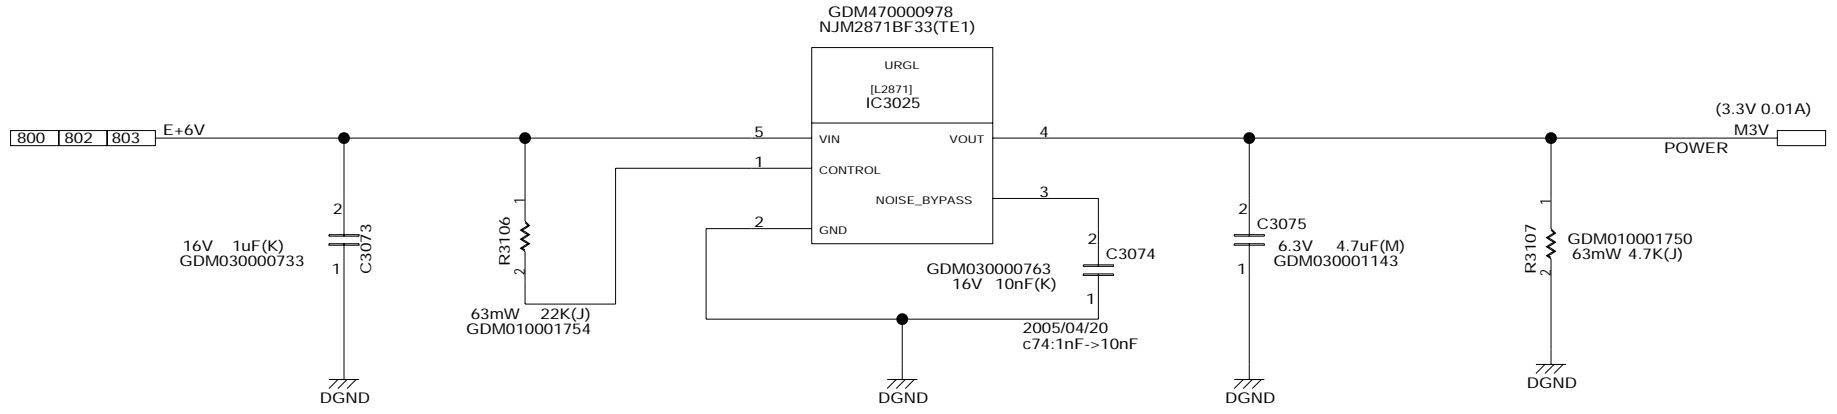 GDM470000978
NJM2871BF33(TE1)
URGL
[L2871]
IC3025
(3.3V 0.01A)
800 802 803
E+6V
5
VIN
VOUT
4
M3V
POWER
1
CONTROL
NOISE_BYPASS
3
2
GND
2
16V 1uF(K)
GDM030000733
C3073
1
1
R3106
2
63mW 22K(J)
GDM010001754
2
C3074
GDM030000763
16V 10nF(K)
1
2005/04/20
c74:1nF->10nF
2
C3075
6.3V 4.7uF(M)
GDM030001143
1
1
R3107
2
GDM010001750
63mW 4.7K(J)
DGND
DGND
DGND
DGND